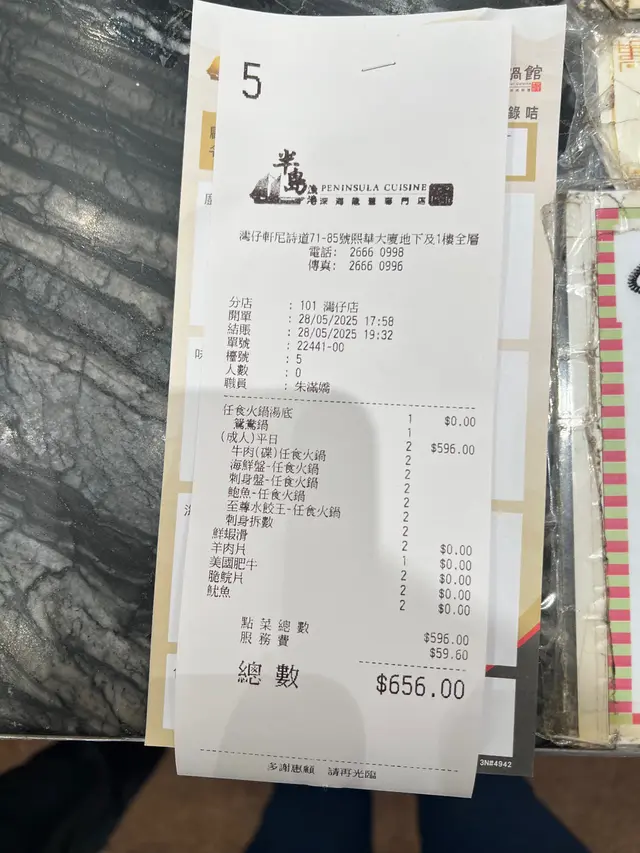 鍋館
錄咭
5
半島
漁港
PENINSULA CUISINE
深海歲蠶專門店
灣仔軒尼詩道71-85號熙華大廈地下及1樓全層
電話: 2666 0998
傳真: 2666 0996
分店 : 101 灣仔店
開單 : 28/05/2025 17:58
結賬 : 28/05/2025 19:32
單號 : 22441-00
檯號 : 5
人數 : 0
職員 : 朱滿嬌
任食火鍋湯底 1 $0.00
鴛鴦鍋 1
(成人)平日 2 $596.00
牛肉(碟)任食火鍋 2
海鮮盤-任食火鍋 2
刺身盤-任食火鍋 2
鮑魚-任食火鍋 2
至尊水餃王-任食火鍋 2
刺身拆數 2
鮮蝦滑 2 $0.00
羊肉片 1 $0.00
美國肥牛 2 $0.00
脆鯇片 2 $0.00
魷魚 2 $0.00
點菜總數 $596.00
服務費 $59.60
總數 $656.00
多謝惠顧 請再光臨
3N#4942